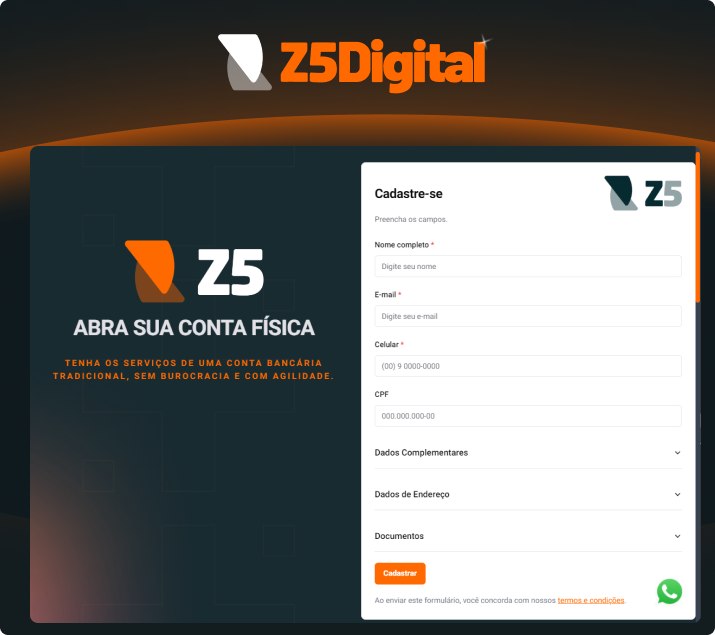 Z5Digital
Z5
ABRA SUA CONTA FÍSICA
TENHA OS SERVIÇOS DE UMA CONTA BANCÁRIA
TRADICIONAL, SEM BUROCRACIA E COM AGILIDADE.
Cadastre-se
Z5
Preencha os campos.
Nome completo *
Digite seu nome
E-mail *
Digite seu e-mail
Celular *
(00) 9 0000-0000
CPF
000.000.000-00
Dados Complementares
Dados de Endereço
Documentos
Cadastrar
Ao enviar este formulário, você concorda com nossos termos e condições.